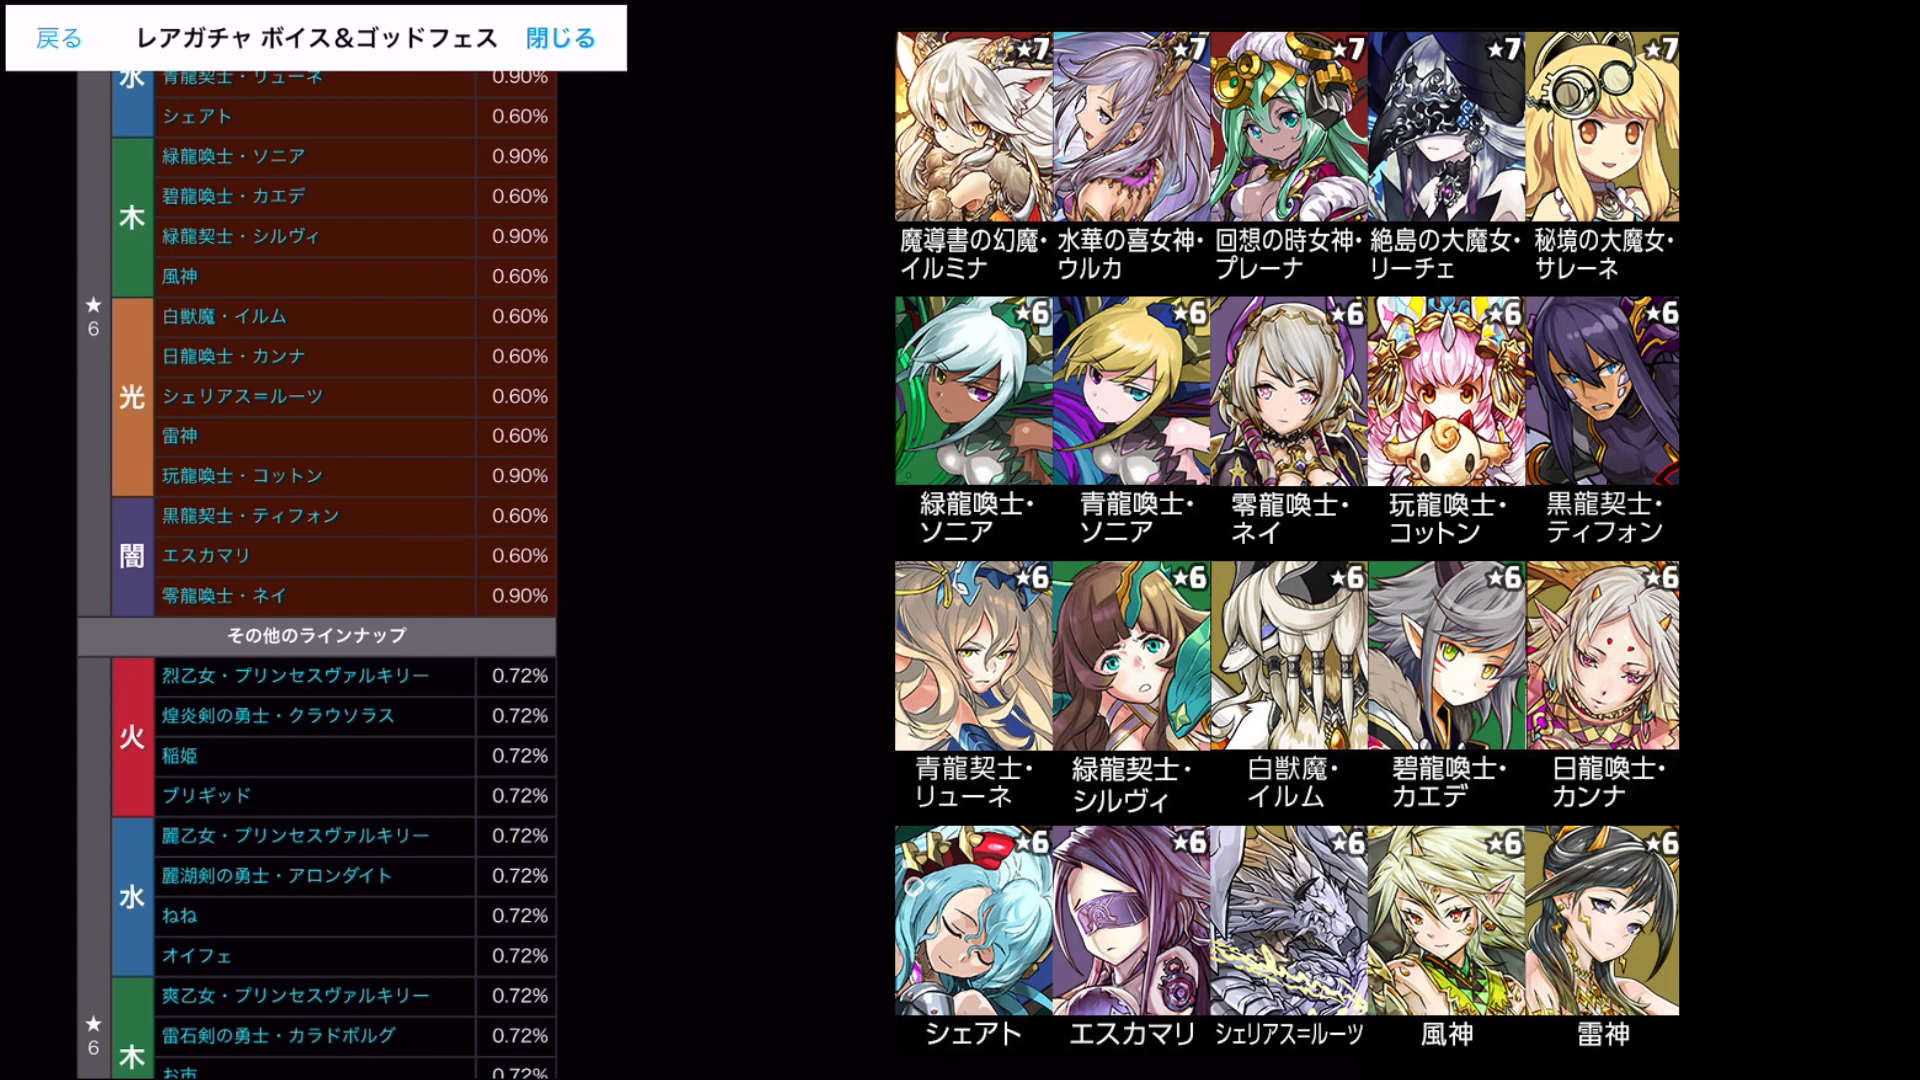 戻る レアガチャ ボイス＆ゴッドフェス 閉じる
水 青龍契士・リューネ 0.90%
シェアト 0.60%
木
緑龍喚士・ソニア 0.90%
碧龍喚士・カエデ 0.60%
緑龍契士・シルヴィ 0.90%
風神 0.60%
★
6
光
白獣魔・イルム 0.60%
日龍喚士・カンナ 0.60%
シェリアス＝ルーツ 0.60%
雷神 0.60%
玩龍喚士・コットン 0.90%
闇
黒龍契士・ティフォン 0.60%
エスカマリ 0.60%
零龍喚士・ネイ 0.90%
その他のラインナップ
火
烈乙女・プリンセスヴァルキリー 0.72%
煌炎剣の勇士・クラウソラス 0.72%
稲姫 0.72%
ブリギッド 0.72%
水
麗乙女・プリンセスヴァルキリー 0.72%
麗湖剣の勇士・アロンダイト 0.72%
ねね 0.72%
オイフェ 0.72%
★
6
木
爽乙女・プリンセスヴァルキリー 0.72%
雷石剣の勇士・カラドボルグ 0.72%
お市 0.72%
★7 ★7 ★7 ★7 ★7
魔導書の幻魔・ 水華の喜女神・ 回想の時女神・ 絶島の大魔女・ 秘境の大魔女・
イルミナ ウルカ プレーナ リーチェ サレーネ
★6 ★6 ★6 ★6 ★6
緑龍喚士・ 青龍喚士・ 零龍喚士・ 玩龍喚士・ 黒龍契士・
ソニア ソニア ネイ コットン ティフォン
★6 ★6 ★6 ★6 ★6
青龍契士・ 緑龍契士・ 白獣魔・ 碧龍喚士・ 日龍喚士・
リューネ シルヴィ イルム カエデ カンナ
★6 ★6 ★6 ★6 ★6
シェアト エスカマリ シェリアス=ルーツ 風神 雷神